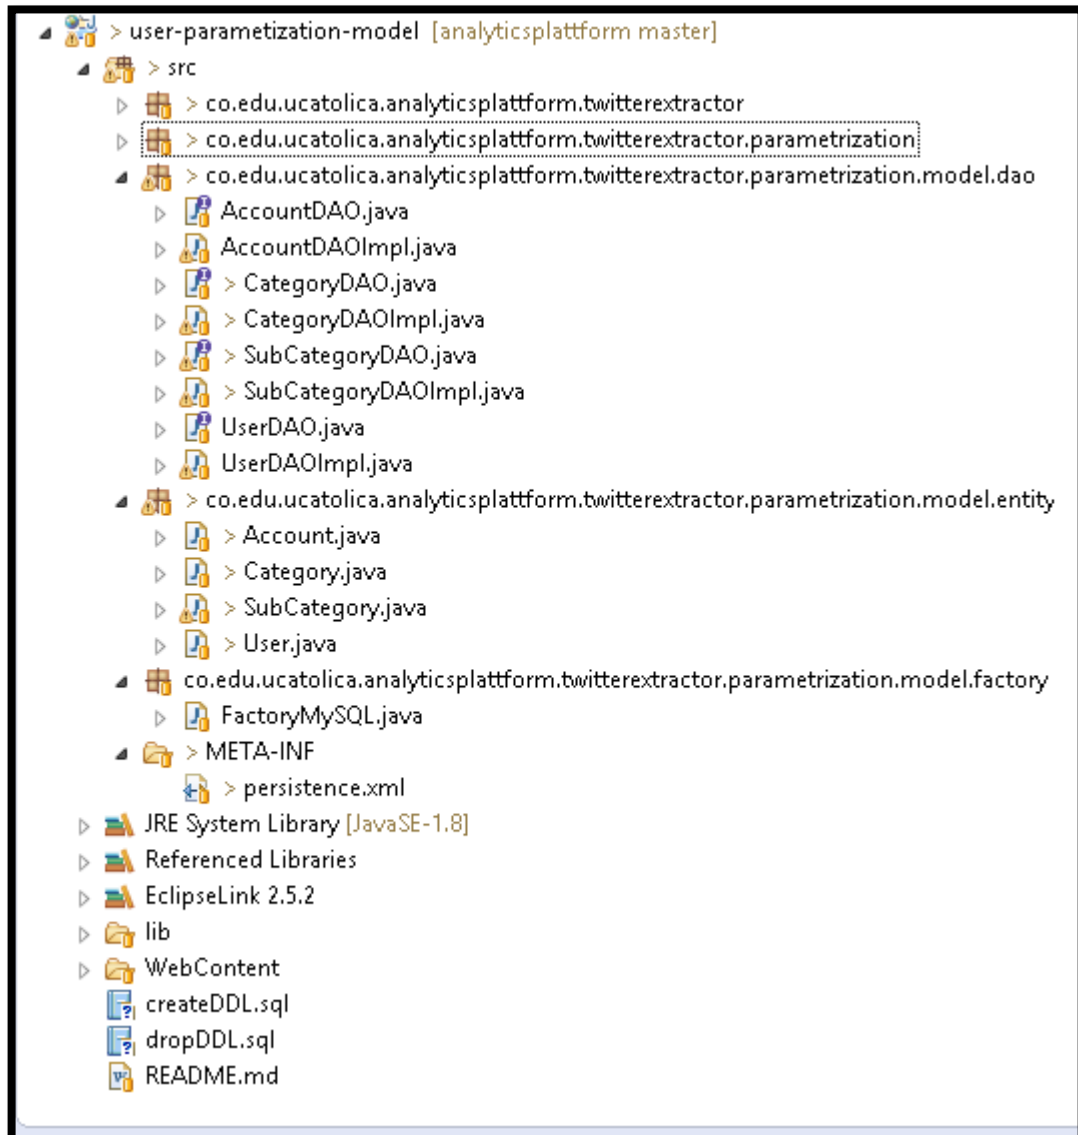 > user-parametization-model [analyticsplattform master]
> src
> co.edu.ucatolica.analyticsplattform.twitterextractor
> co.edu.ucatolica.analyticsplattform.twitterextractor.parametrization
> co.edu.ucatolica.analyticsplattform.twitterextractor.parametrization.model.dao
AccountDAO.java
AccountDAOImpl.java
> CategoryDAO.java
> CategoryDAOImpl.java
> SubCategoryDAO.java
> SubCategoryDAOImpl.java
UserDAO.java
UserDAOImpl.java
> co.edu.ucatolica.analyticsplattform.twitterextractor.parametrization.model.entity
> Account.java
> Category.java
> SubCategory.java
> User.java
co.edu.ucatolica.analyticsplattform.twitterextractor.parametrization.model.factory
FactoryMySQL.java
> META-INF
> persistence.xml
JRE System Library [JavaSE-1.8]
Referenced Libraries
EclipseLink 2.5.2
lib
WebContent
createDDL.sql
dropDDL.sql
README.md